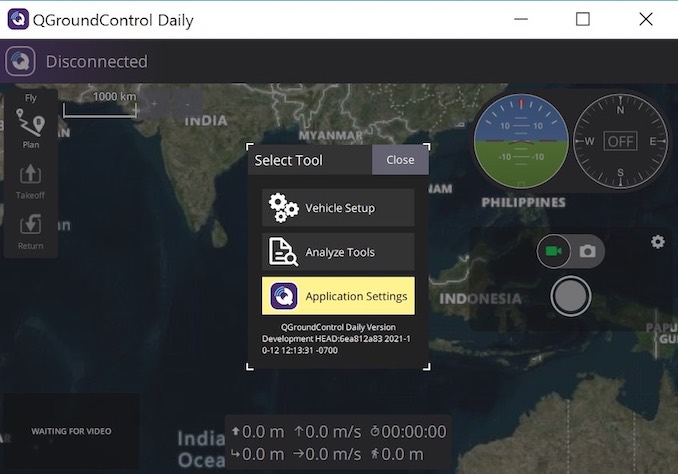 QGroundControl Daily
Disconnected
Fly
Plan
Takeoff
Return
1000 km
+ -
INDIA
MYANMAR
PHILIPPINES
INDONESIA
India
Ocea
Select Tool
Close
Vehicle Setup
Analyze Tools
Application Settings
QGroundControl Daily Version
Development HEAD:6ea812a83 2021-1
0-12 12:13:31 -0700
10 10
-10 -10
N
W OFF E
S
WAITING FOR VIDEO
0.0 m 0.0 m/s 00:00:00
0.0 m 0.0 m/s 0.0 m